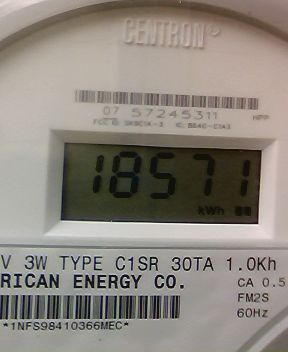 CENTRON®
07 57245311
HPP
18571
kWh
V 3W TYPE C1SR 30TA 1.0Kh
RICAN ENERGY CO.
CA 0.5
FM2S
60Hz
*1NFS98410366MEC*